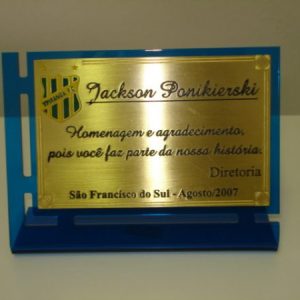 Jackson Ponikierski
Homenagem e agradecimento,
pois você faz parte da nossa história.
Diretoria
São Francisco do Sul - Agosto/2007